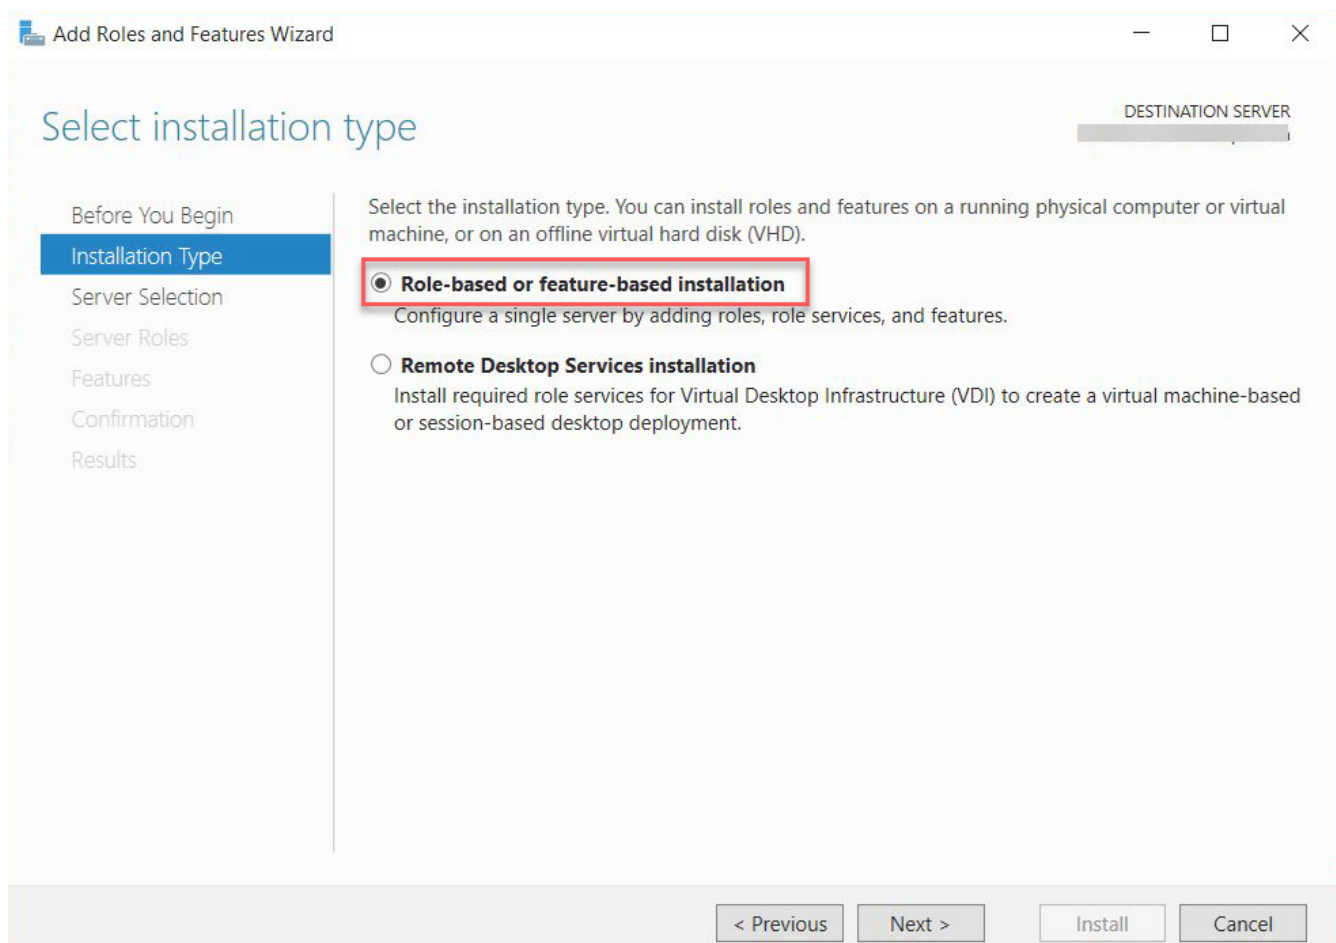 Add Roles and Features Wizard
Select installation type
DESTINATION SERVER
Before You Begin
Installation Type
Server Selection
Server Roles
Features
Confirmation
Results
Select the installation type. You can install roles and features on a running physical computer or virtual
machine, or on an offline virtual hard disk (VHD).
Role-based or feature-based installation
Configure a single server by adding roles, role services, and features.
Remote Desktop Services installation
Install required role services for Virtual Desktop Infrastructure (VDI) to create a virtual machine-based
or session-based desktop deployment.
< Previous
Next >
Install
Cancel